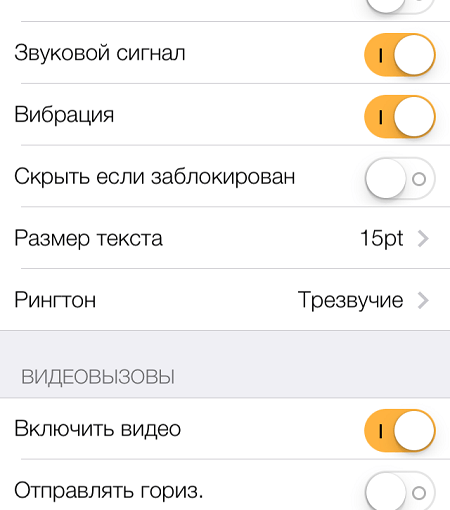 Звуковой сигнал
Вибрация
Скрыть если заблокирован
Размер текста 15pt
Рингтон Трезвучие
ВИДЕОВЫЗОВЫ
Включить видео
Отправлять гориз.